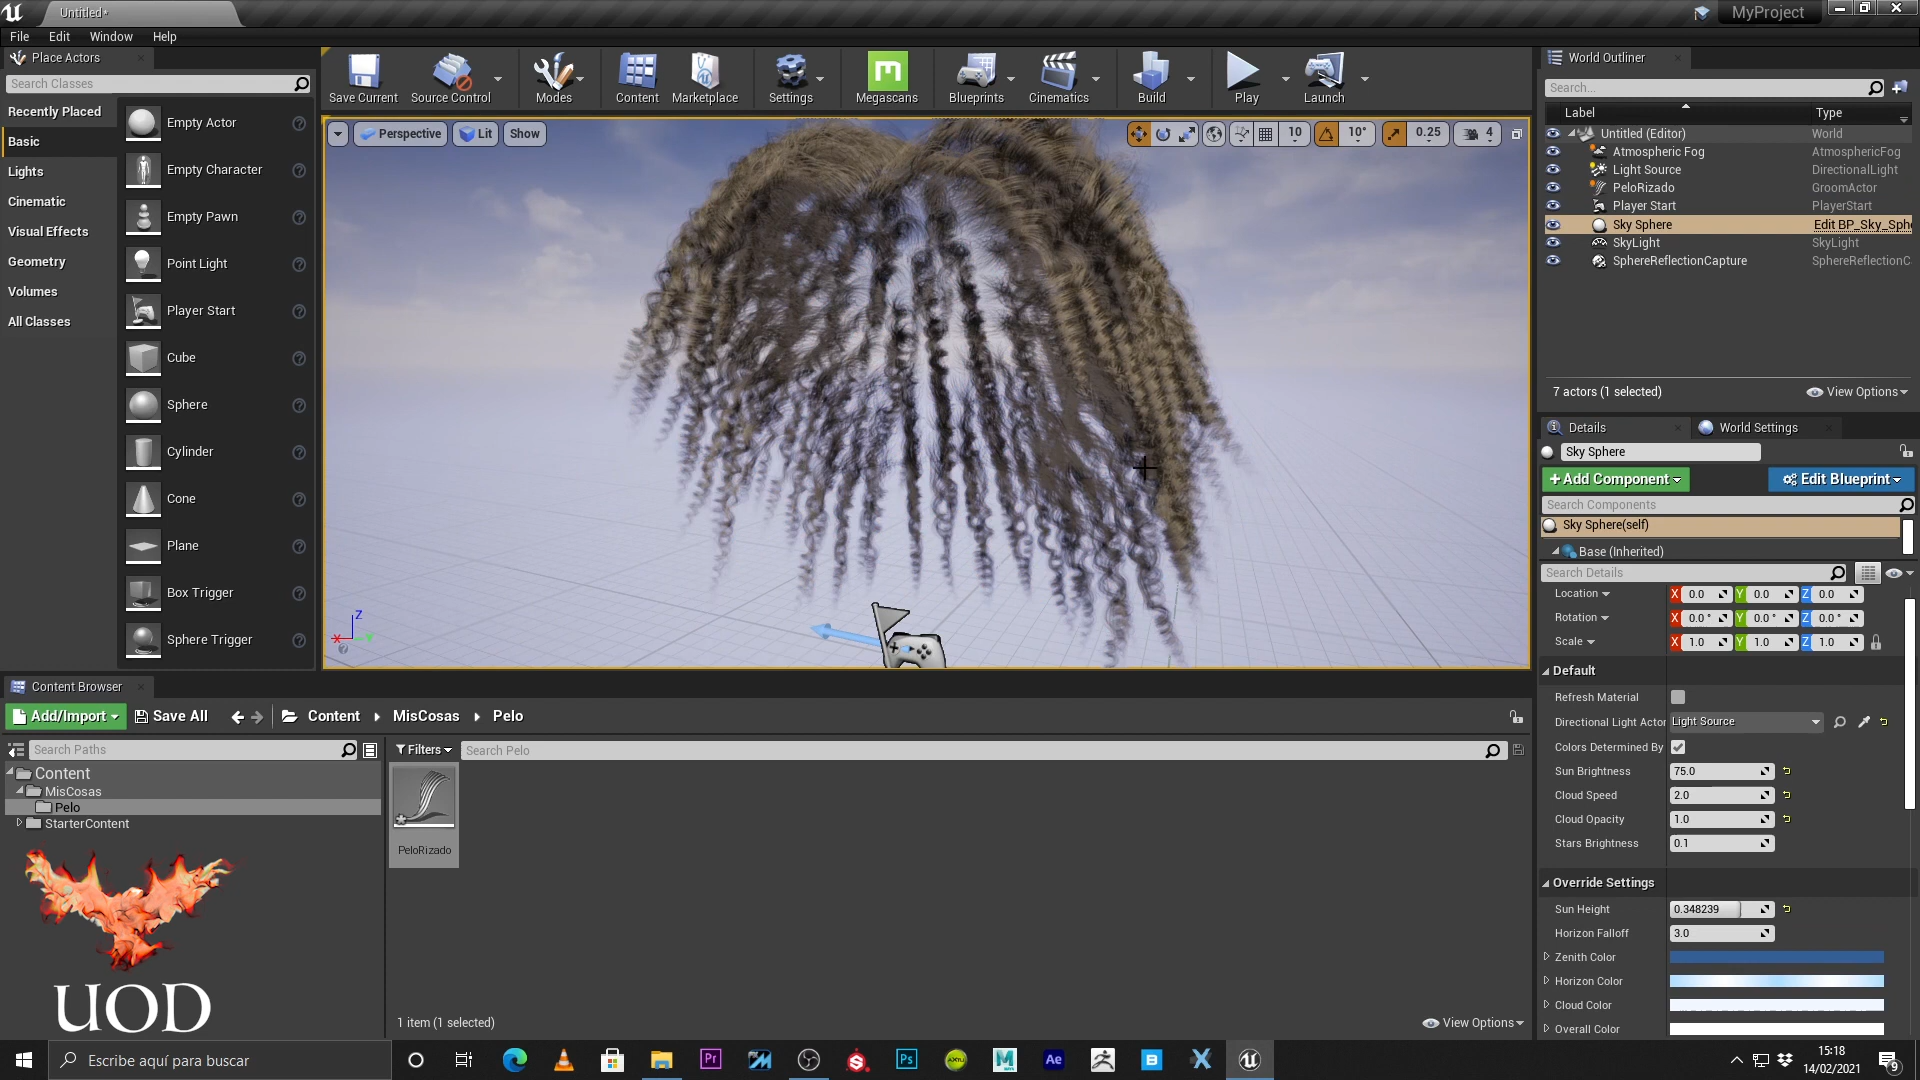 Untitled*
MyProject
File Edit Window Help
Place Actors
Search Classes
Recently Placed
Basic
Lights
Cinematic
Visual Effects
Geometry
Volumes
All Classes
Empty Actor
Empty Character
Empty Pawn
Point Light
Player Start
Cube
Sphere
Cylinder
Cone
Plane
Box Trigger
Sphere Trigger
Save Current Source Control Modes Content Marketplace Settings Megascans Blueprints Cinematics Build Play Launch
Perspective Lit Show 10 10° 0.25 4
Z
X Y
World Outliner
Search...
Label Type
Untitled (Editor) World
Atmospheric Fog AtmosphericFog
Light Source DirectionalLight
PeloRizado GroomActor
Player Start PlayerStart
Sky Sphere Edit BP_Sky_Sphe
SkyLight SkyLight
SphereReflectionCapture SphereReflectionC
7 actors (1 selected) View Options
Details World Settings
Sky Sphere
+Add Component Edit Blueprint
Search Components
Sky Sphere(self)
Base (Inherited)
Search Details
Location X 0.0 Y 0.0 Z 0.0
Rotation X 0.0 ° Y 0.0 ° Z 0.0 °
Scale X 1.0 Y 1.0 Z 1.0
Default
Refresh Material
Directional Light Actor Light Source
Colors Determined By
Sun Brightness 75.0
Cloud Speed 2.0
Cloud Opacity 1.0
Stars Brightness 0.1
Override Settings
Sun Height 0.348239
Horizon Falloff 3.0
Zenith Color
Horizon Color
Cloud Color
Overall Color
Content Browser
Add/Import Save All Content MisCosas Pelo
Search Paths
Filters Search Pelo
Content
MisCosas
Pelo
StarterContent
PeloRizado
UOD
1 item (1 selected) View Options
Escribe aquí para buscar
Pr Ps Ae
15:18
14/02/2021
9